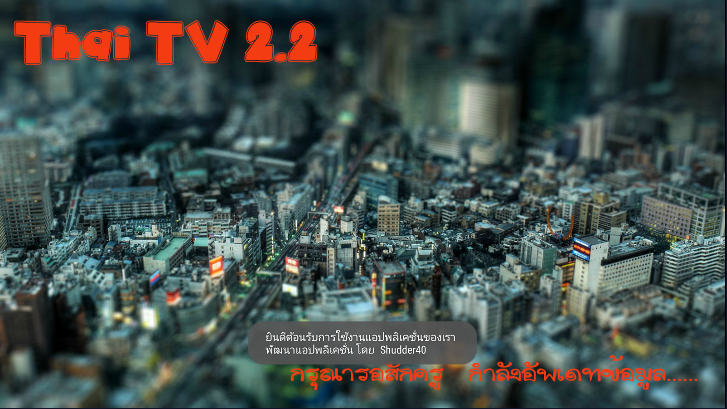 Thai TV 2.2
ยินดีต้อนรับการใช้งานแอปพลิเคชั่นของเรา
พัฒนาแอปพลิเคชั่น โดย Shudder40
กรุณารอสักครู่ กำลังอัพเดทข้อมูล......